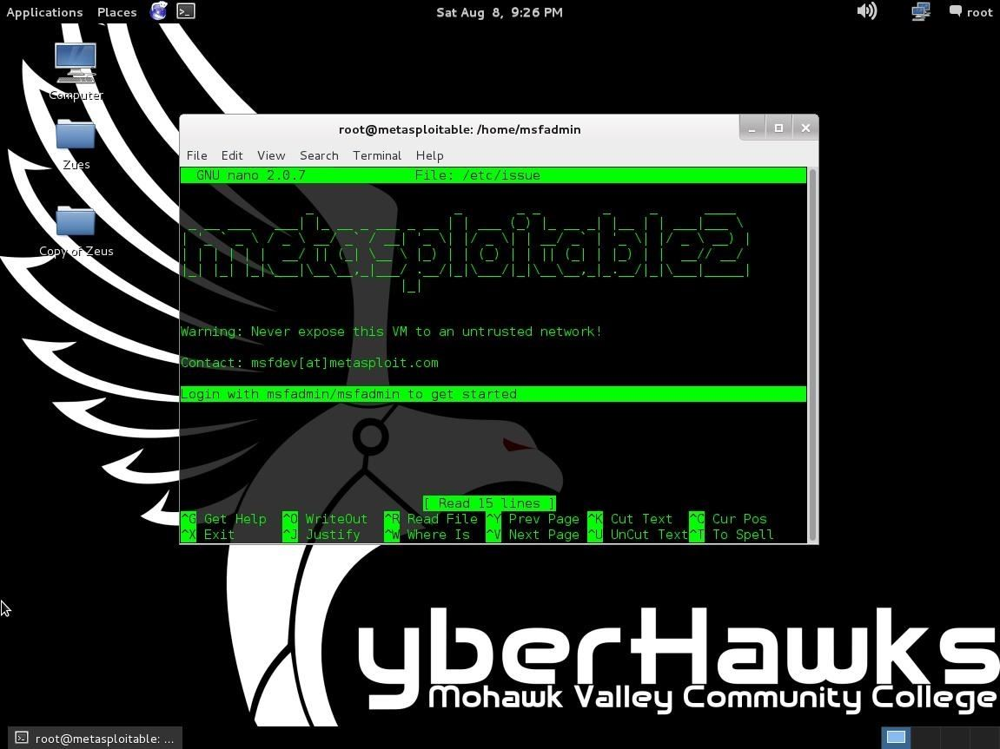 Applications Places Sat Aug 8, 9:26 PM root
Computer
Zues
Copy of Zeus
root@metasploitable: /home/msfadmin
File Edit View Search Terminal Help
GNU nano 2.0.7 File: /etc/issue
metasploitable2
Warning: Never expose this VM to an untrusted network!
Contact: msfdev[at]metasploit.com
Login with msfadmin/msfadmin to get started
[ Read 15 lines ]
^G Get Help ^O WriteOut ^R Read File ^Y Prev Page ^K Cut Text ^C Cur Pos
^X Exit ^J Justify ^W Where Is ^V Next Page ^U UnCut Text ^T To Spell
yberHawks
Mohawk Valley Community College
root@metasploitable: ...